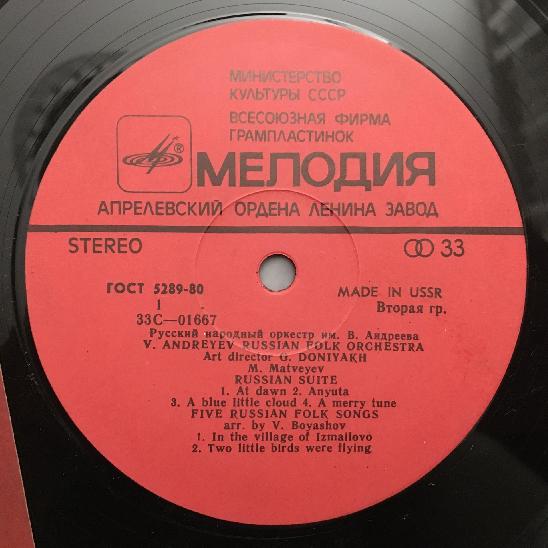 МИНИСТЕРСТВО
КУЛЬТУРЫ СССР
ВСЕСОЮЗНАЯ ФИРМА
ГРАМПЛАСТИНОК
® МЕЛОДИЯ
АПРЕЛЕВСКИЙ ОРДЕНА ЛЕНИНА ЗАВОД
STEREO 33
ГОСТ 5289-80 MADE IN USSR
1 Вторая гр.
33С—01667
Русский народный оркестр им. В. Андреева
V. ANDREYEV RUSSIAN FOLK ORCHESTRA
Art director G. DONIYAKH
M. Matveyev
RUSSIAN SUITE
1. At dawn 2. Anyuta
3. A blue little cloud 4. A merry tune
FIVE RUSSIAN FOLK SONGS
arr. by V. Boyashov
1. In the village of Izmailovo
2. Two little birds were flying